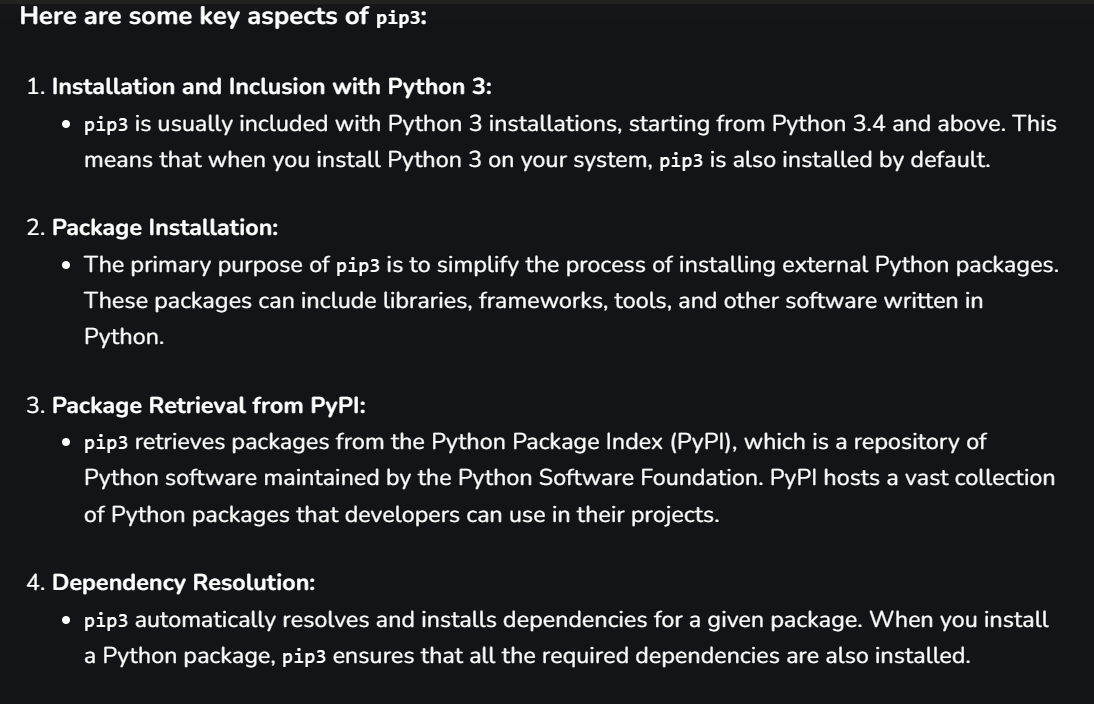 Here are some key aspects of pip3:
1. Installation and Inclusion with Python 3:
• pip3 is usually included with Python 3 installations, starting from Python 3.4 and above. This
means that when you install Python 3 on your system, pip3 is also installed by default.
2. Package Installation:
• The primary purpose of pip3 is to simplify the process of installing external Python packages.
These packages can include libraries, frameworks, tools, and other software written in
Python.
3. Package Retrieval from PyPI:
• pip3 retrieves packages from the Python Package Index (PyPI), which is a repository of
Python software maintained by the Python Software Foundation. PyPI hosts a vast collection
of Python packages that developers can use in their projects.
4. Dependency Resolution:
• pip3 automatically resolves and installs dependencies for a given package. When you install
a Python package, pip3 ensures that all the required dependencies are also installed.